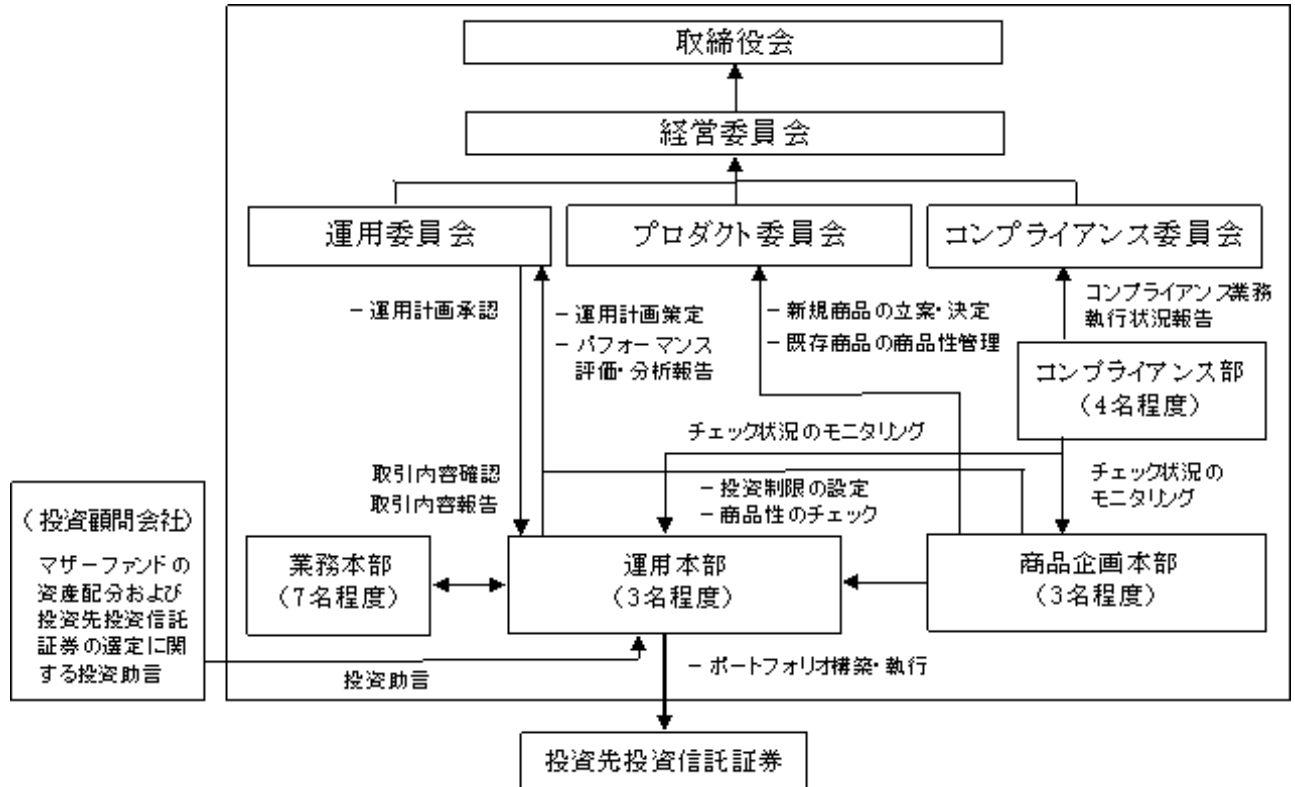 取締役会
経営委員会
運用委員会
プロダクト委員会
コンプライアンス委員会
－運用計画承認
－運用計画策定
－パフォーマンス
評価・分析報告
－新規商品の立案・決定
－既存商品の商品性管理
コンプライアンス業務
執行状況報告
コンプライアンス部
（4名程度）
チェック状況のモニタリング
チェック状況の
モニタリング
取引内容確認
取引内容報告
－投資制限の設定
－商品性のチェック
（投資顧問会社）
マザーファンドの
資産配分および
投資先投資信託
証券の選定に関
する投資助言
業務本部
（7名程度）
運用本部
（3名程度）
商品企画本部
（3名程度）
投資助言
－ポートフォリオ構築・執行
投資先投資信託証券